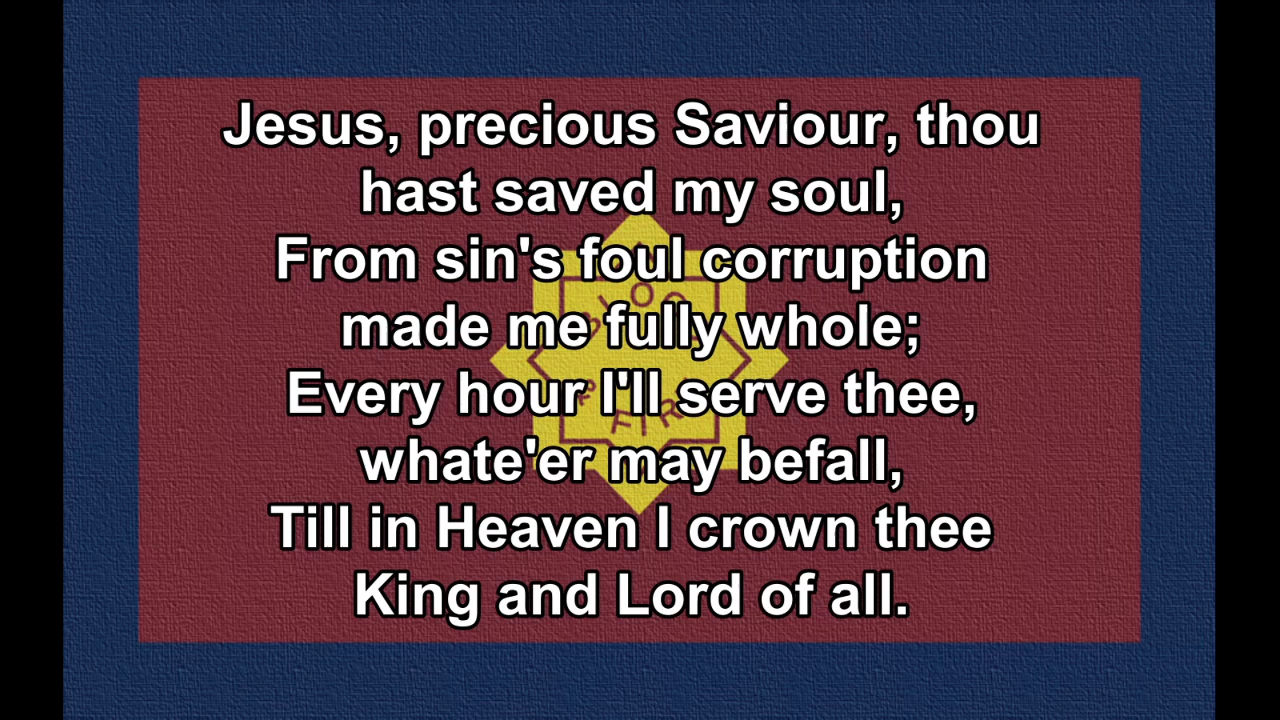 Jesus, precious Saviour, thou
hast saved my soul,
From sin's foul corruption
made me fully whole;
Every hour I'll serve thee,
whate'er may befall,
Till in Heaven I crown thee
King and Lord of all.